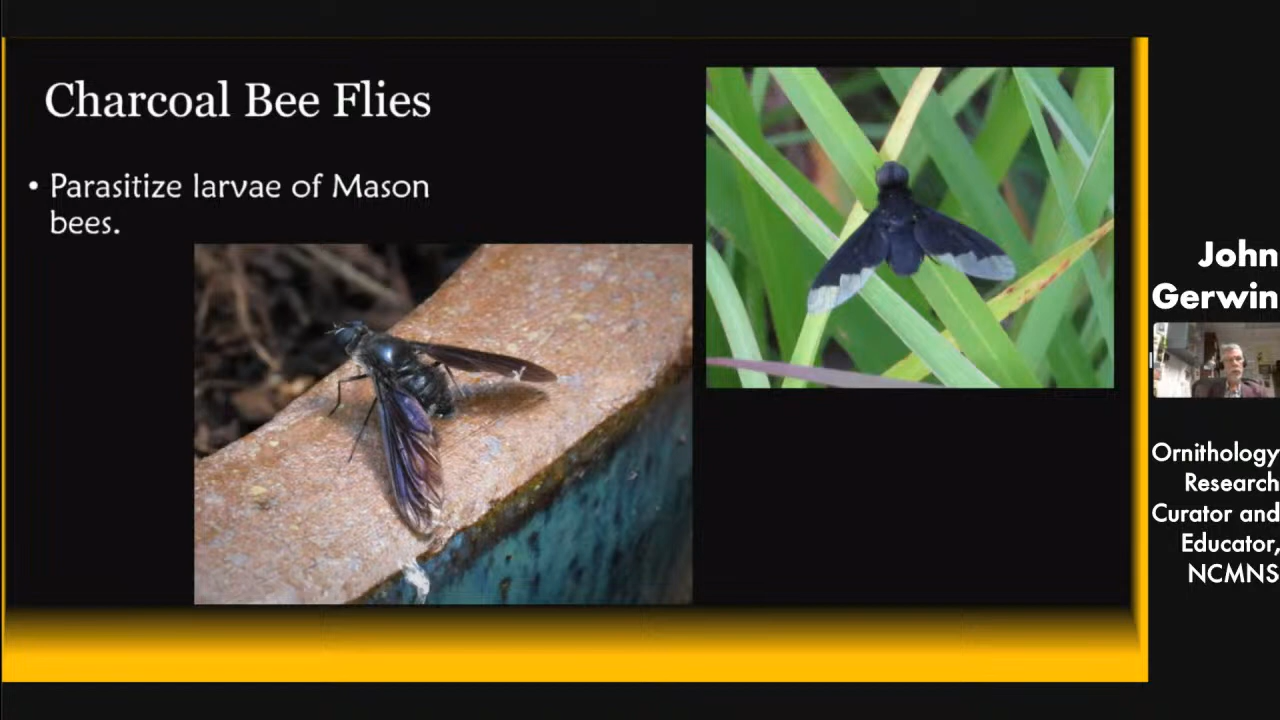 Charcoal Bee Flies
• Parasitize larvae of Mason
bees.
John
Gerwin
Ornithology
Research
Curator and
Educator,
NCMNS